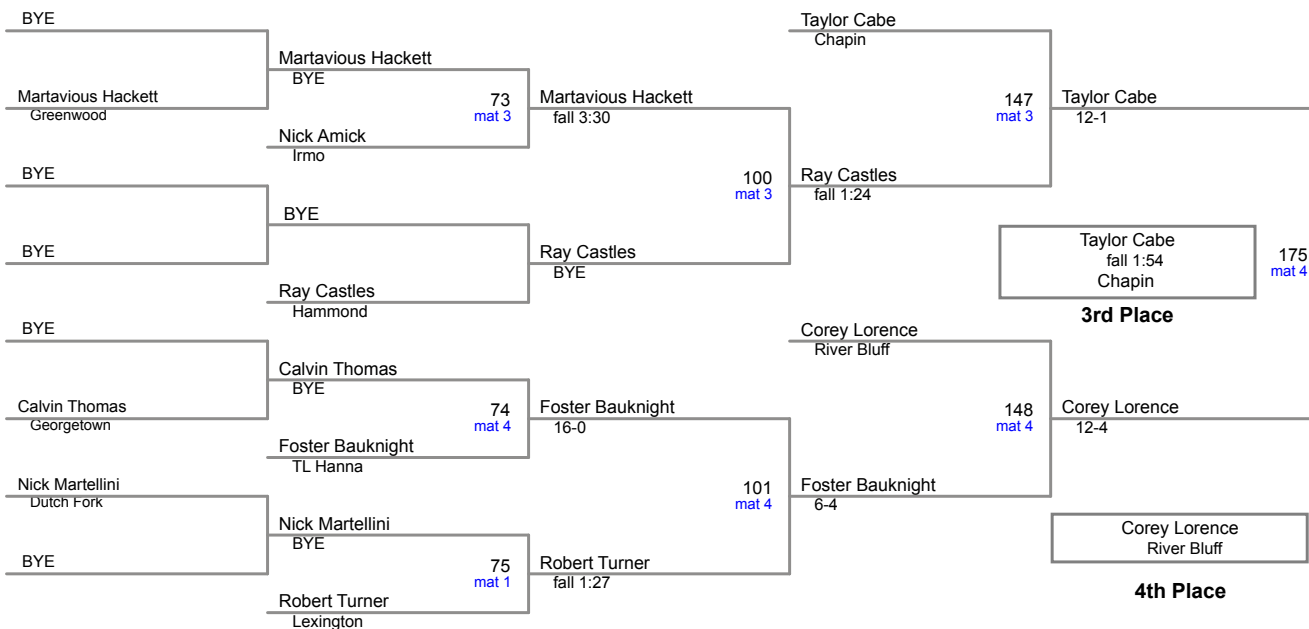 BYE
Martavious Hackett
Greenwood
BYE
BYE
BYE
Calvin Thomas
Georgetown
Nick Martellini
Dutch Fork
BYE
Martavious Hackett
BYE
73
mat 3
Nick Amick
Irmo
BYE
Ray Castles
Hammond
Calvin Thomas
BYE
74
mat 4
Foster Bauknight
TL Hanna
Nick Martellini
BYE
75
mat 1
Robert Turner
Lexington
Martavious Hackett
fall 3:30
100
mat 3
Ray Castles
BYE
Foster Bauknight
16-0
101
mat 4
Robert Turner
fall 1:27
Taylor Cabe
Chapin
147
mat 3
Ray Castles
fall 1:24
Corey Lorence
River Bluff
148
mat 4
Foster Bauknight
6-4
Taylor Cabe
12-1
Taylor Cabe
fall 1:54
Chapin
175
mat 4
3rd Place
Corey Lorence
12-4
Corey Lorence
River Bluff
4th Place